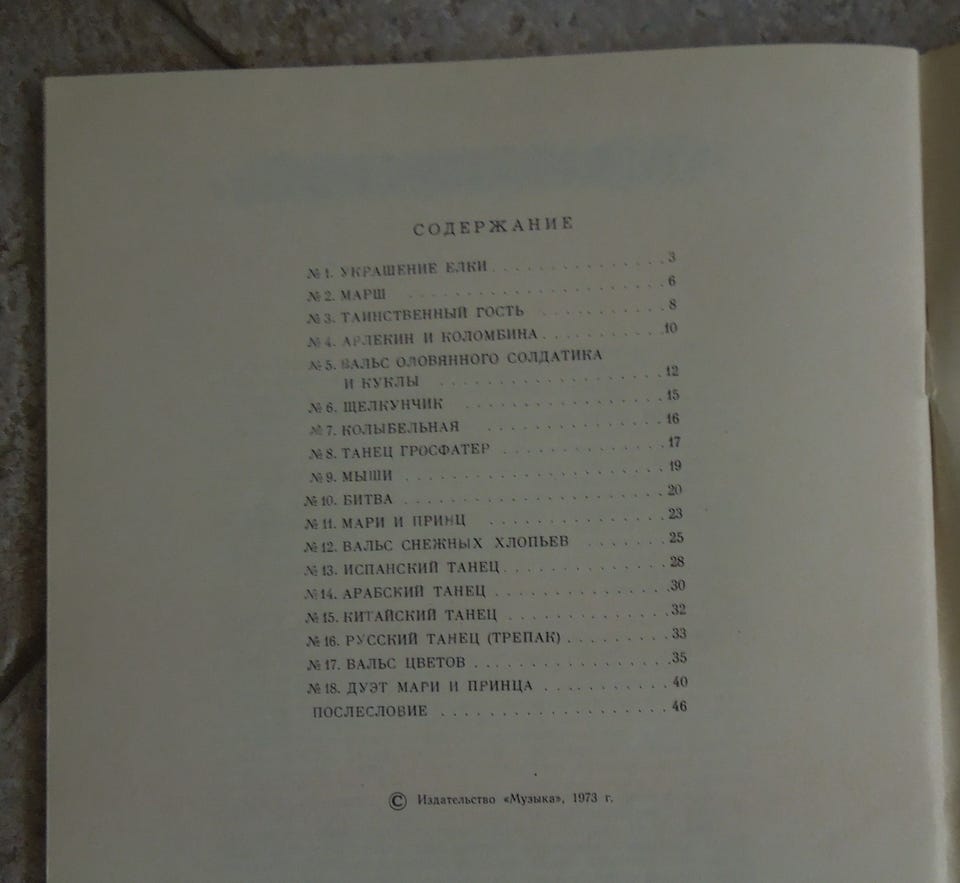 СОДЕРЖАНИЕ
№ 1. УКРАШЕНИЕ ЕЛКИ . . . . . . . . . . . . 3
№ 2. МАРШ . . . . . . . . . . . . . . . . . 6
№ 3. ТАИНСТВЕННЫЙ ГОСТЬ . . . . . . . . . 8
№ 4. АРЛЕКИН И КОЛОМБИНА . . . . . . . . . 10
№ 5. ВАЛЬС ОЛОВЯННОГО СОЛДАТИКА
И КУКЛЫ . . . . . . . . . . . . . . . 12
№ 6. ЩЕЛКУНЧИК . . . . . . . . . . . . . 15
№ 7. КОЛЫБЕЛЬНАЯ . . . . . . . . . . . . 16
№ 8. ТАНЕЦ ГРОСФАТЕР . . . . . . . . . . . 17
№ 9. МЫШИ . . . . . . . . . . . . . . . . . 19
№ 10. БИТВА . . . . . . . . . . . . . . . . . 20
№ 11. МАРИ И ПРИНЦ . . . . . . . . . . . . 23
№ 12. ВАЛЬС СНЕЖНЫХ ХЛОПЬЕВ . . . . . . 25
№ 13. ИСПАНСКИЙ ТАНЕЦ . . . . . . . . . . . 28
№ 14. АРАБСКИЙ ТАНЕЦ . . . . . . . . . . . . 30
№ 15. КИТАЙСКИЙ ТАНЕЦ . . . . . . . . . . . 32
№ 16. РУССКИЙ ТАНЕЦ (ТРЕПАК) . . . . . . . . 33
№ 17. ВАЛЬС ЦВЕТОВ . . . . . . . . . . . . . 35
№ 18. ДУЭТ МАРИ И ПРИНЦА . . . . . . . . . 40
ПОСЛЕСЛОВИЕ . . . . . . . . . . . . . . . . 46
© Издательство «Музыка», 1973 г.